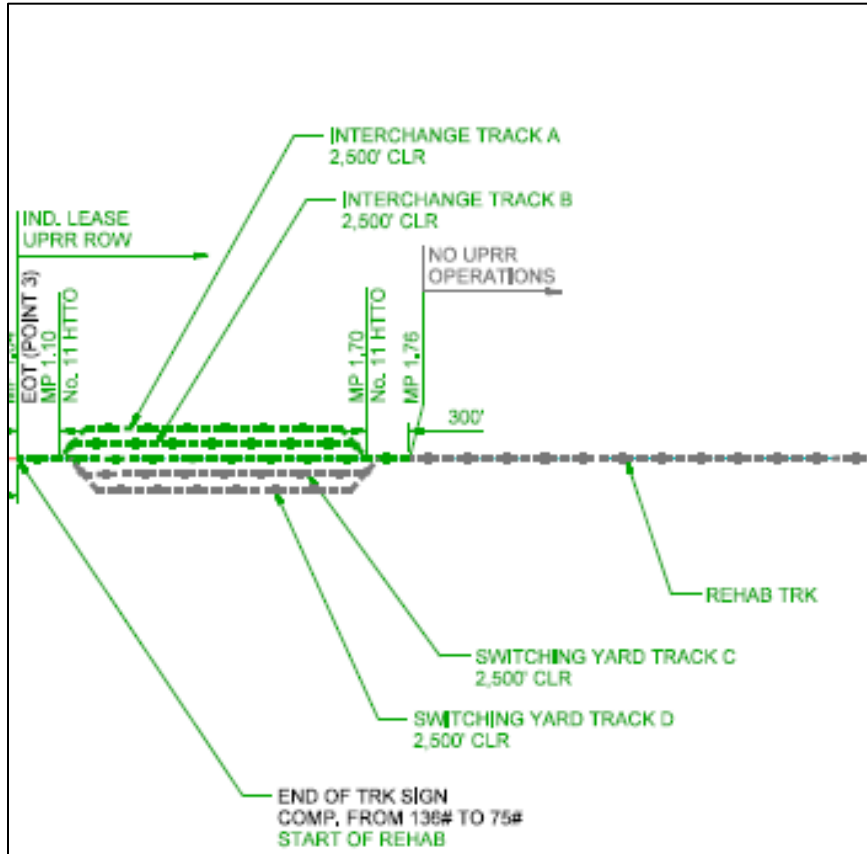 INTERCHANGE TRACK A
2,500' CLR
INTERCHANGE TRACK B
2,500' CLR
IND. LEASE
UPRR ROW
NO UPRR
OPERATIONS
EOT (POINT 3)
MP 1.10
No. 11 HTTO
MP 1.70
No. 11 HTTO
MP 1.76
300'
REHAB TRK
SWITCHING YARD TRACK C
2,500' CLR
SWITCHING YARD TRACK D
2,500' CLR
END OF TRK SIGN
COMP. FROM 136# TO 75#
START OF REHAB